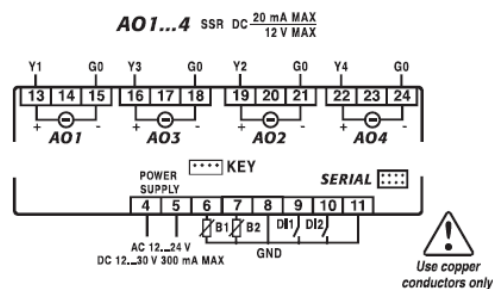 AO1...4 SSR DC 20 mA MAX
12 V MAX
Y1 G0 Y3 G0 Y2 G0 Y4 G0
13 14 15 16 17 18 19 20 21 22 23 24
+ - + - + - + -
AO1 AO3 AO2 AO4
KEY
POWER
SUPPLY
SERIAL
4 5 6 7 8 9 10 11
B1 B2 DI1 DI2
GND
AC 12...24 V
DC 12...30 V 300 mA MAX
!
Use copper
conductors only